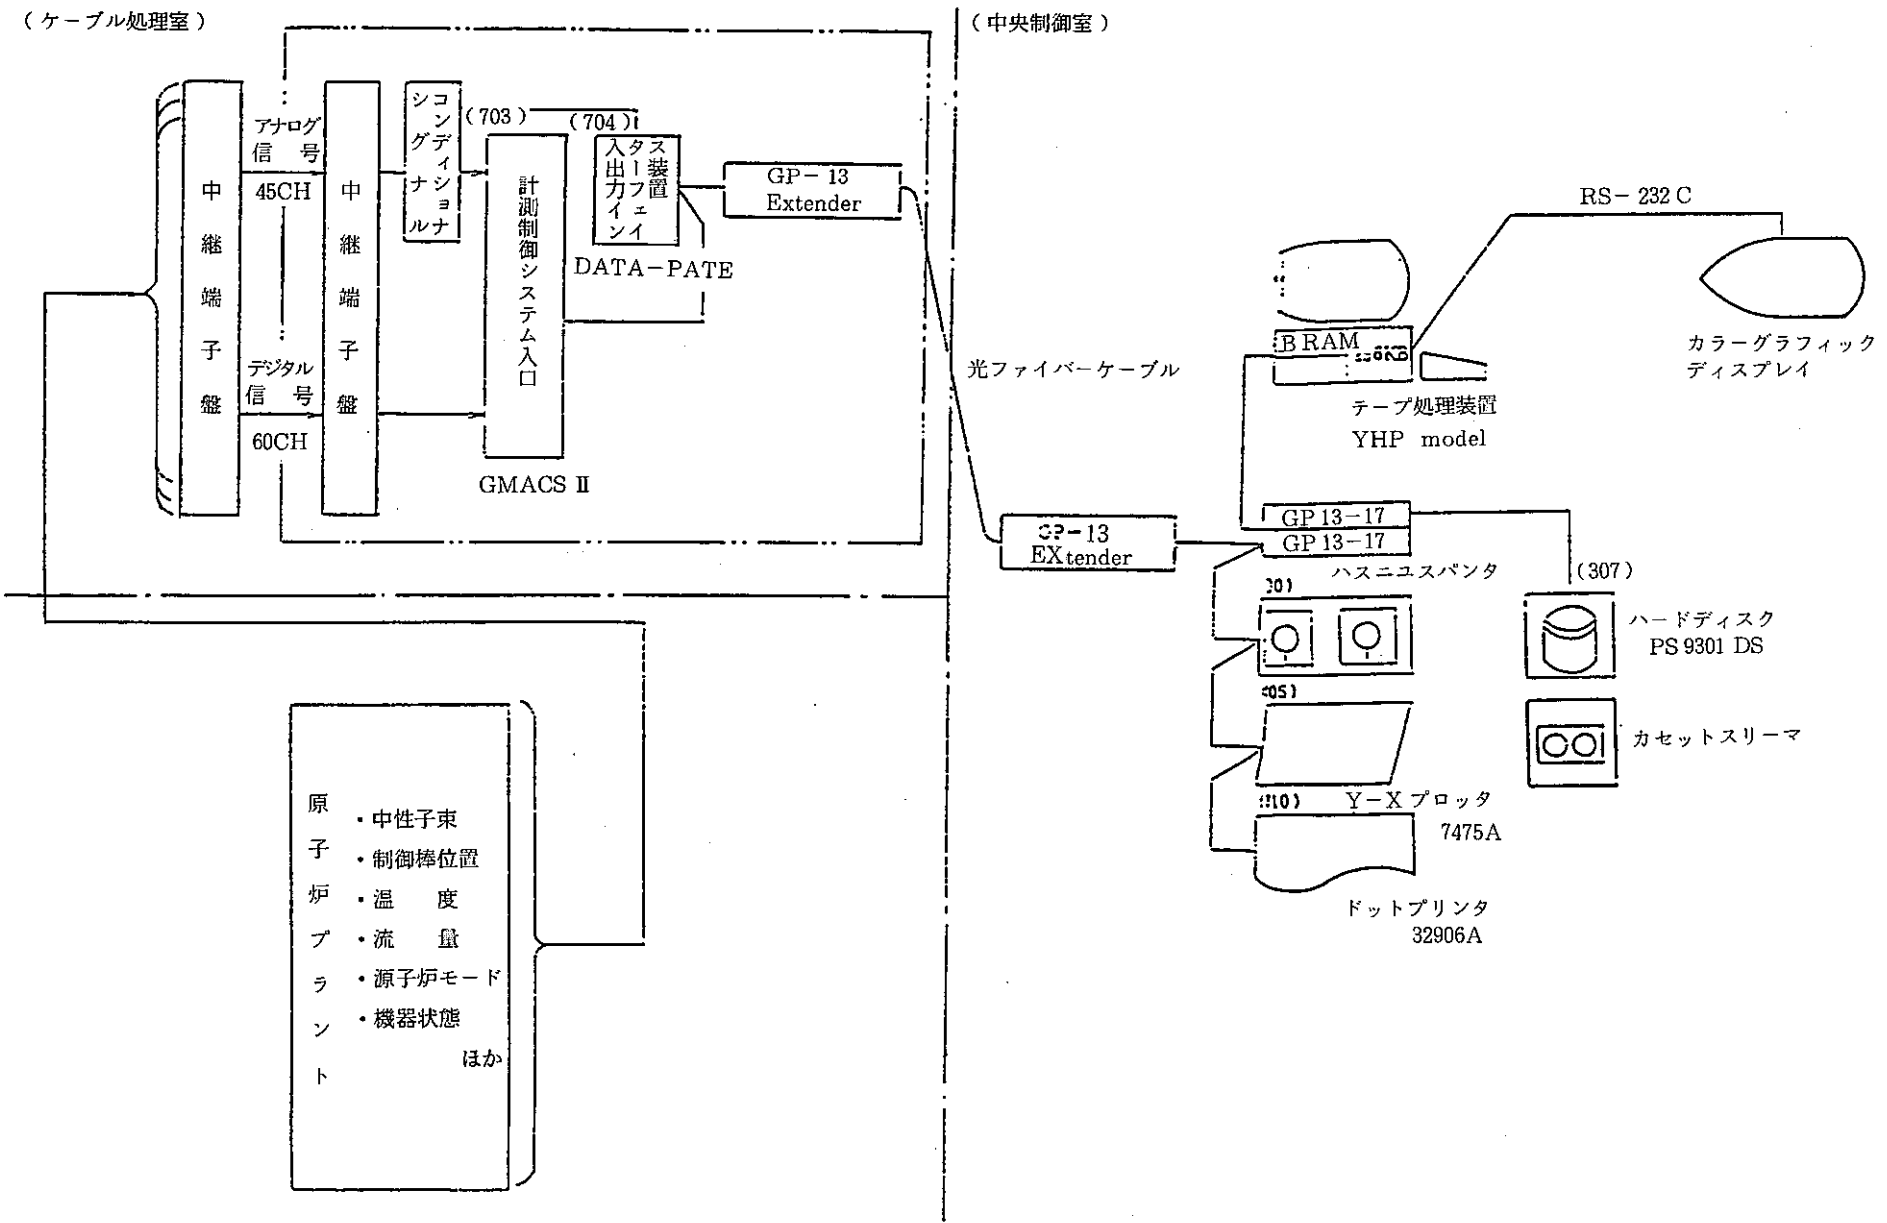 （ケーブル処理室）
（中央制御室）
中継端子盤
アナログ
信号
45CH
デジタル
信号
60CH
中継端子盤
シグナル
コンディショナ
(703)
計測制御システム入口
GMACS II
(704)
入出力イン
ターフェイ
ス装置
DATA-PATE
GP-13
Extender
光ファイバーケーブル
RS-232C
B RAM
テープ処理装置
YHP model
カラーグラフィック
ディスプレイ
GP-13
EXtender
GP13-17
GP13-17
ハスニユスパンタ
(307)
ハードディスク
PS 9301 DS
カセットスリーマ
Y-X プロッタ
7475A
ドットプリンタ
32906A
原子炉プラント
・中性子束
・制御棒位置
・温度
・流量
・源子炉モード
・機器状態
ほか